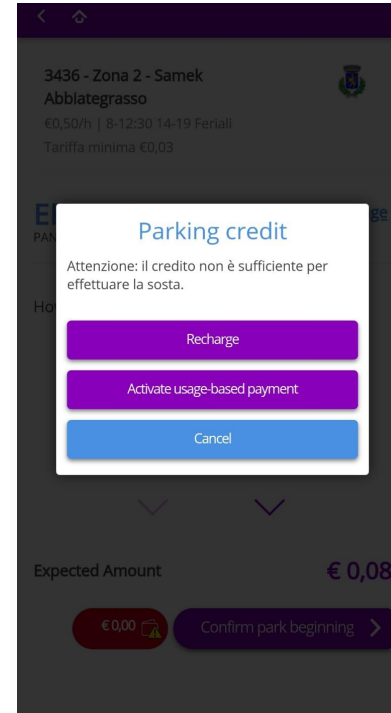 3436 - Zona 2 - Samek
Abbiategrasso
€0,50/h | 8-12:30 14-19 Feriali
Tariffa minima €0,03
Parking credit
Attenzione: il credito non è sufficiente per
effettuare la sosta.
Recharge
Activate usage-based payment
Cancel
Expected Amount
€ 0,08
€ 0,00
Confirm park beginning